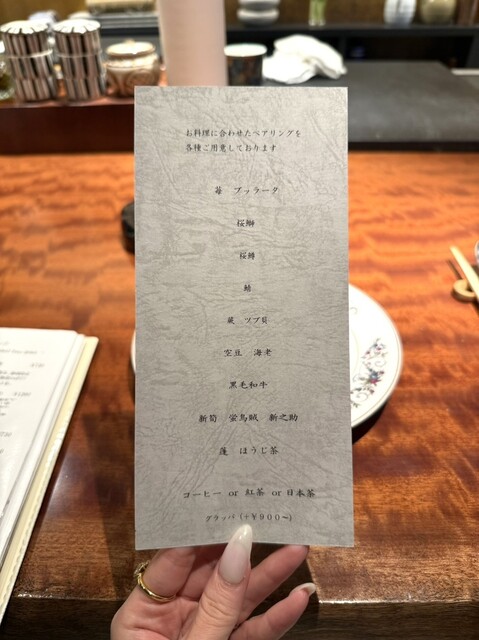 お料理に合わせたペアリングを
各種ご用意しております
苺　ブッラータ
桜鰤
桜鱒
蕨　ツブ貝
空豆　海老
黒毛和牛
新筍　蛍烏賊　新之助
蓬　ほうじ茶
コーヒー or 紅茶 or 日本茶
グラッパ（+￥900〜）